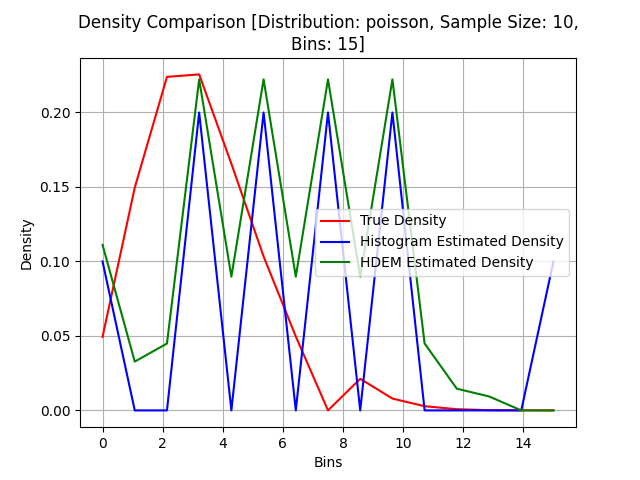 Density Comparison [Distribution: poisson, Sample Size: 10,
Bins: 15]
Density
0.20
0.15
0.10
0.05
0.00
True Density
Histogram Estimated Density
HDEM Estimated Density
0 2 4 6 8 10 12 14
Bins